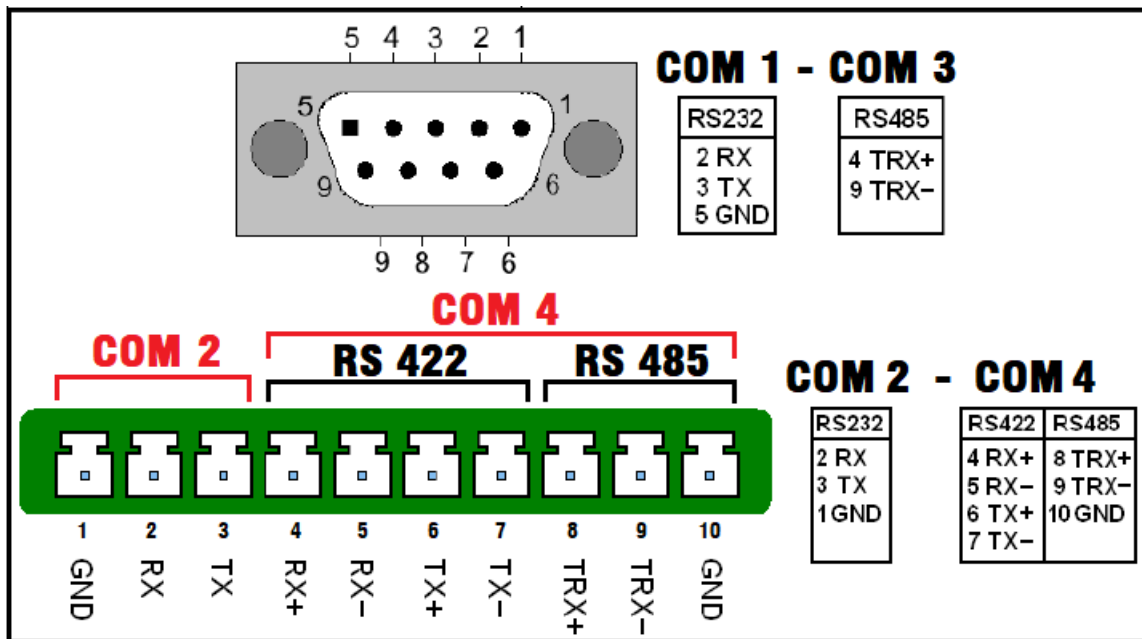 5 4 3 2 1
COM 1 - COM 3
5 1
RS232 RS485
2 RX 4 TRX+
3 TX 9 TRX-
5 GND
9 6
9 8 7 6
COM 4
COM 2 RS 422 RS 485
COM 2 - COM 4
RS232 RS422 RS485
2 RX 4 RX+ 8 TRX+
3 TX 5 RX- 9 TRX-
1 GND 6 TX+ 10 GND
7 TX-
1 2 3 4 5 6 7 8 9 10
GND RX TX RX+ RX- TX+ TX- TRX+ TRX- GND